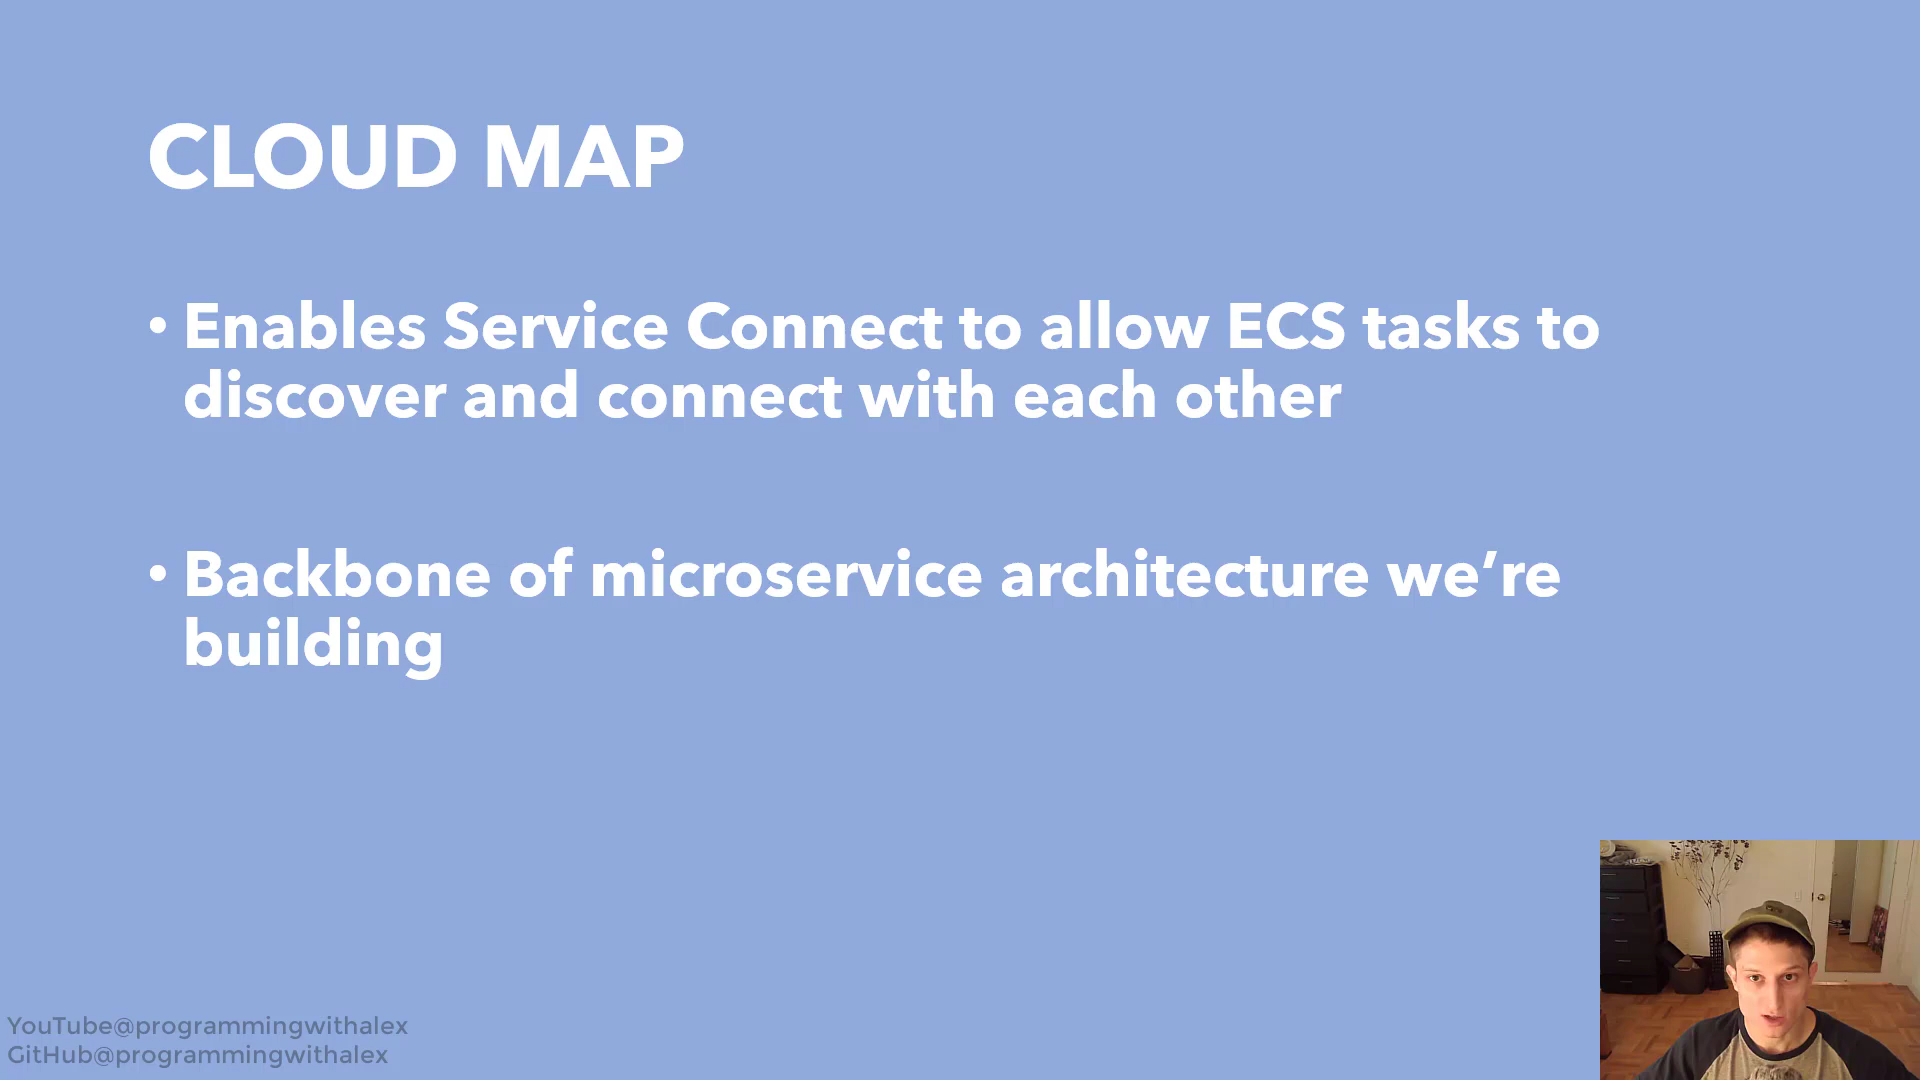 CLOUD MAP
• Enables Service Connect to allow ECS tasks to
discover and connect with each other
• Backbone of microservice architecture we’re
building
YouTube@programmingwithalex
GitHub@programmingwithalex